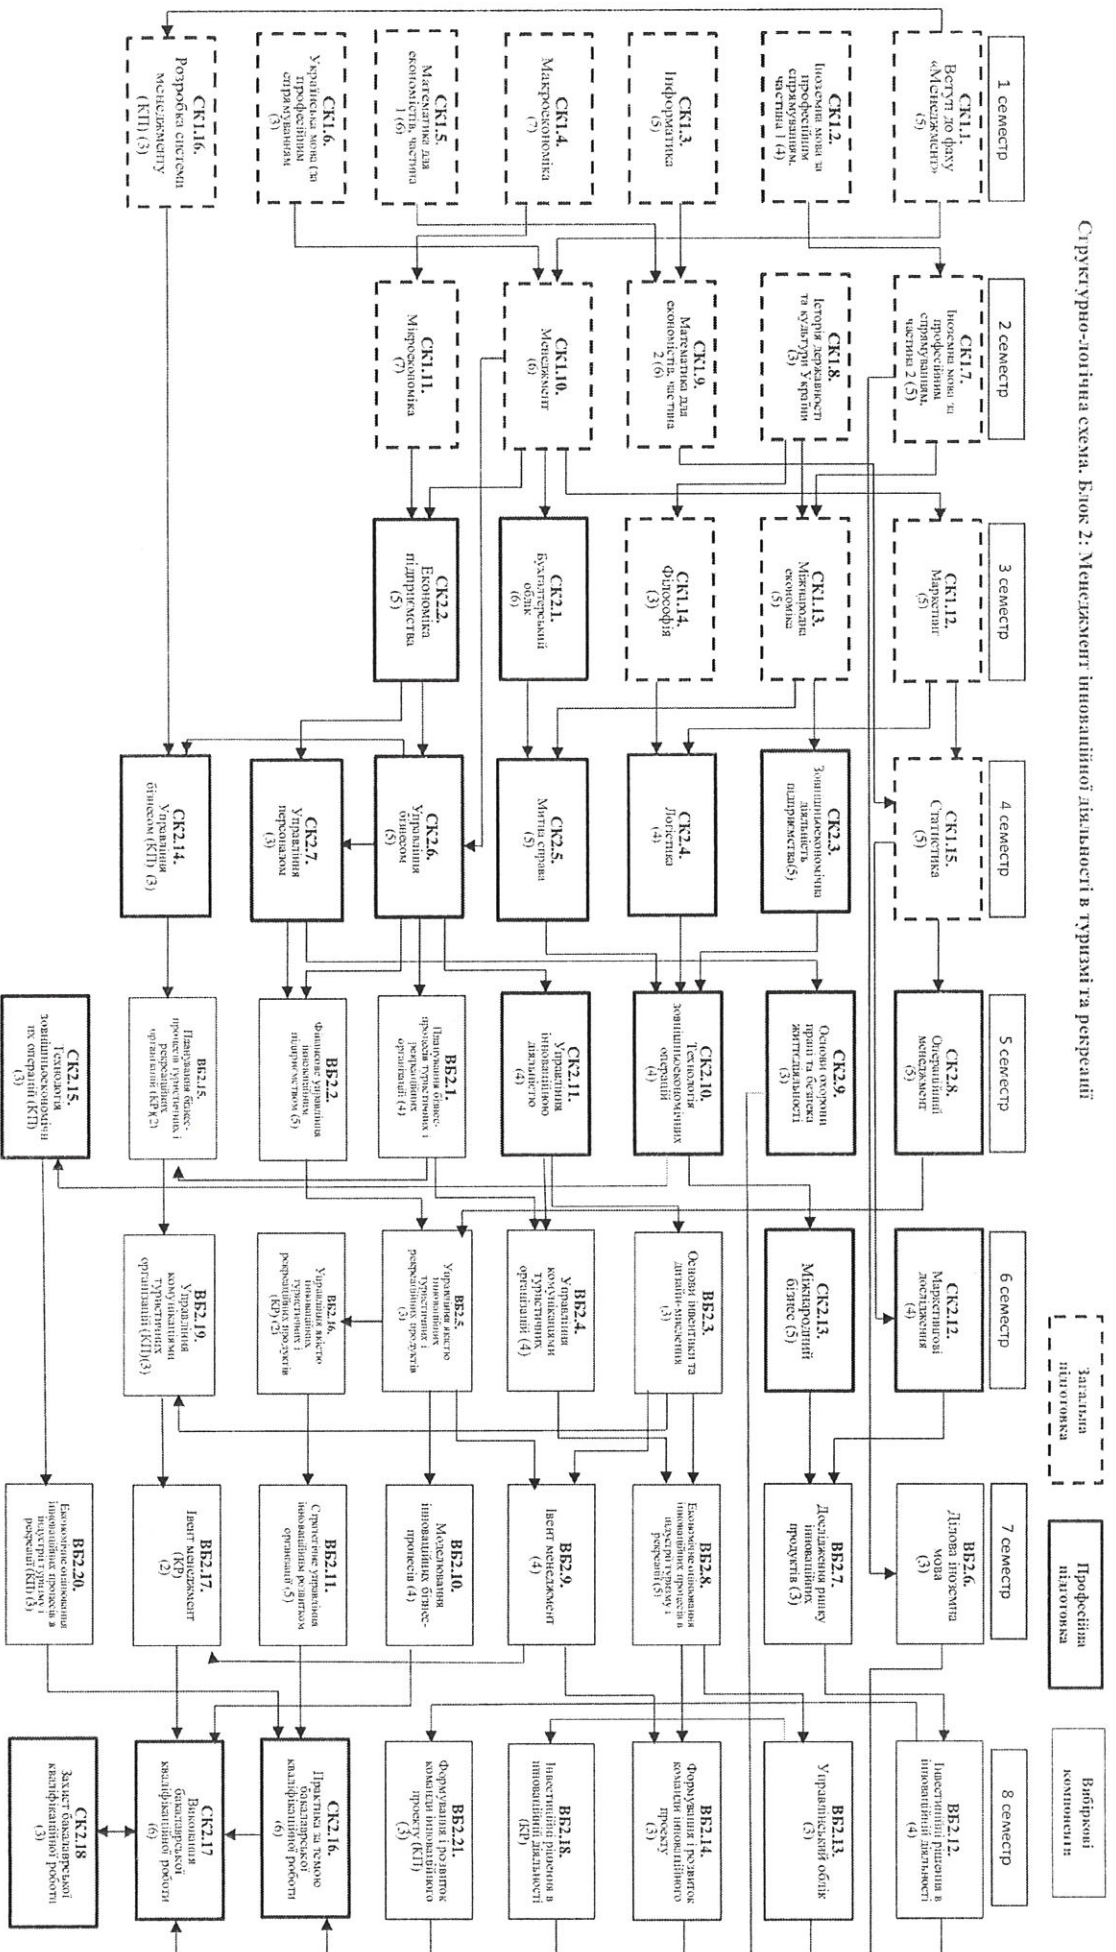 Структурно-логічна схема. Блок 2: Менеджмент інноваційної діяльності в туризмі та рекреації
Загальна
підготовка
Професійна
підготовка
Вибіркові
компоненти
1 семестр
СК1.1.
Вступ до фаху
«Менеджмент»
(5)
СК1.2.
Іноземна мова за
професійним
спрямуванням,
частина 1 (4)
СК1.3.
Інформатика
(5)
СК1.4.
Макроекономіка
(7)
СК1.5.
Математика для
економістів, частина
1 (6)
СК1.6.
Українська мова (за
професійним
спрямуванням
(3)
СК1.16.
Розробка системи
менеджменту
(КП) (3)
2 семестр
СК1.7.
Іноземна мова за
професійним
спрямуванням,
частина 2 (5)
СК1.8.
Історія державності
та культури України
(3)
СК1.9.
Математика для
економістів, частина
2 (6)
СК1.10.
Менеджмент
(6)
СК1.11.
Мікроекономіка
(7)
3 семестр
СК1.12.
Маркетинг
(5)
СК1.13.
Міжнародна
економіка
(5)
СК1.14.
Філософія
(3)
СК2.1.
Бухгалтерський
облік
(6)
СК2.2.
Економіка
підприємства
(5)
4 семестр
СК1.15.
Статистика
(5)
СК2.3.
Зовнішньоекономічна
діяльність
підприємства(5)
СК2.4.
Логістика
(4)
СК2.5.
Митна справа
(5)
СК2.6.
Управління
бізнесом
(5)
СК2.7.
Управління
персоналом
(3)
СК2.14.
Управління
бізнесом (КП) (3)
5 семестр
СК2.8.
Операційний
менеджмент
(5)
СК2.9.
Основи охорони
праці та безпека
життєдіяльності
(3)
СК2.10.
Технологія
зовнішньоекономічних
операцій
(4)
СК2.11.
Управління
інноваційною
діяльністю
(4)
ВБ2.1.
Планування бізнес-
процесів туристичних і
рекреаційних
організацій (4)
ВБ2.2.
Фінансове управління
інноваційним
підприємством (5)
ВБ2.15.
Планування бізнес-
процесів туристичних і
рекреаційних
організацій (КР)(2)
СК2.15.
Технологія
зовнішньоекономічн
их операцій (КП)
(3)
6 семестр
СК2.12.
Маркетингові
дослідження
(4)
СК2.13.
Міжнародний
бізнес (5)
ВБ2.3.
Основи айдентики та
дизайн-мислення
(3)
ВБ2.4.
Управління
комунікаціями
туристичних
організацій (4)
ВБ2.5.
Управління якістю
інноваційних
туристичних і
рекреаційних продуктів
(3)
ВБ2.16.
Управління якістю
інноваційних
туристичних і
рекреаційних продуктів
(КР) (2)
ВБ2.19.
Управління
комунікаціями
туристичних
організацій (КП)(3)
7 семестр
ВБ2.6.
Ділова іноземна
мова
(3)
ВБ2.7.
Дослідження ринку
інноваційних
продуктів (3)
ВБ2.8.
Економічне оцінювання
інноваційних процесів в
індустрії туризму і
рекреації (5)
ВБ2.9.
Івент менеджмент
(4)
ВБ2.10.
Моделювання
інноваційних бізнес-
процесів (4)
ВБ2.11.
Стратегічне управління
інноваційним розвитком
організації (5)
ВБ2.17.
Івент менеджмент
(КР)
(2)
ВБ2.20.
Економічне оцінювання
інноваційних процесів в
індустрії туризму і
рекреації (КП) (3)
8 семестр
ВБ2.12.
Інвестиційні рішення в
інноваційній діяльності
(4)
ВБ2.13.
Управлінський облік
(3)
ВБ2.14.
Формування і розвиток
команди інноваційного
проекту
(3)
ВБ2.18.
Інвестиційні рішення в
інноваційній діяльності
(КР)
ВБ2.21.
Формування і розвиток
команди інноваційного
проекту (КП)
(3)
СК2.16.
Практика за темою
бакалаврської
кваліфікаційної роботи
(6)
СК2.17
Виконання
бакалаврської
кваліфікаційної роботи
(6)
СК2.18
Захист бакалаврської
кваліфікаційної роботи
(3)